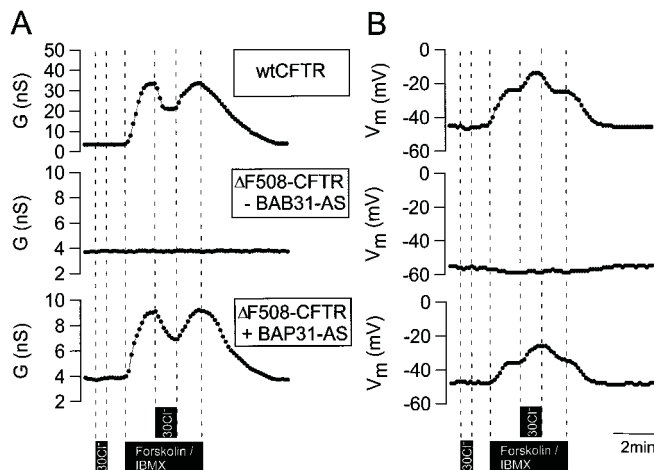 A
B
G (nS)
50
40
30
20
10
0
wtCFTR
Vm (mV)
0
-20
-40
-60
G (nS)
10
8
6
4
2
ΔF508-CFTR
- BAB31-AS
Vm (mV)
0
-20
-40
-60
G (nS)
10
8
6
4
2
ΔF508-CFTR
+ BAP31-AS
Vm (mV)
0
-20
-40
-60
30Cl⁻
30Cl⁻
Forskolin /
IBMX
30Cl⁻
30Cl⁻
Forskolin /
IBMX
2min